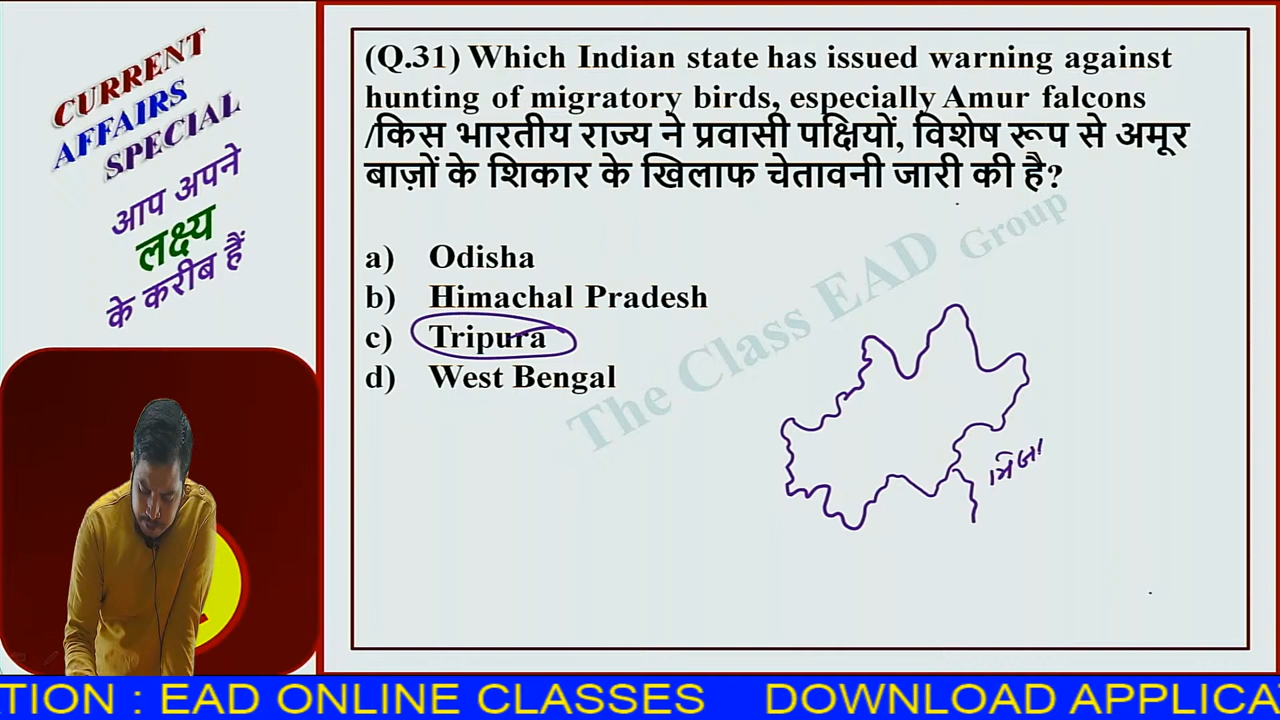 CURRENT
AFFAIRS
SPECIAL
आप अपने
लक्ष्य
के करीब हैं
(Q.31) Which Indian state has issued warning against
hunting of migratory birds, especially Amur falcons
/किस भारतीय राज्य ने प्रवासी पक्षियों, विशेष रूप से अमूर
बाज़ों के शिकार के खिलाफ चेतावनी जारी की है?
a) Odisha
b) Himachal Pradesh
c) Tripura
d) West Bengal
The Class EAD Group
TION : EAD ONLINE CLASSES DOWNLOAD APPLICA